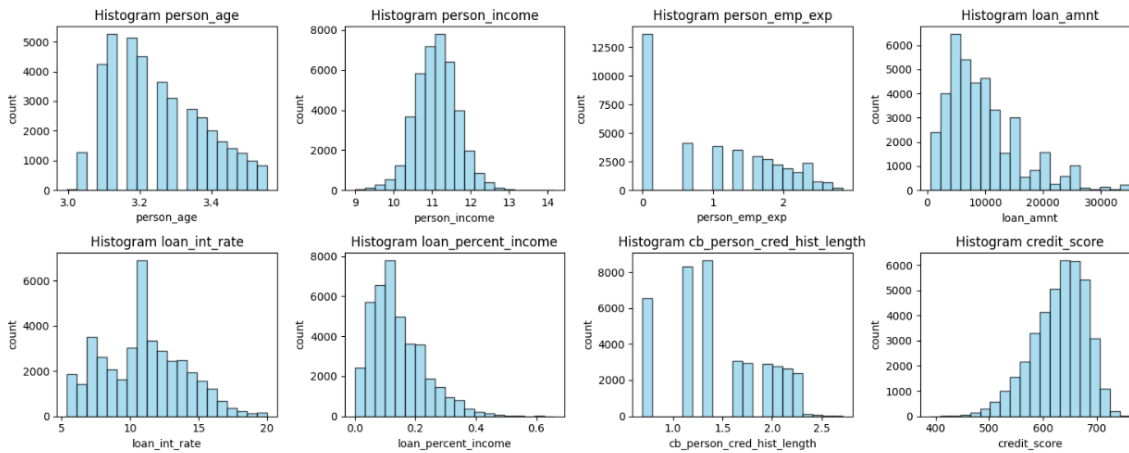 Histogram person_age
Histogram person_income
Histogram person_emp_exp
Histogram loan_amnt
count
5000
4000
3000
2000
1000
0
3.0 3.2 3.4
person_age
count
8000
6000
4000
2000
0
9 10 11 12 13 14
person_income
count
12500
10000
7500
5000
2500
0
0 1 2
person_emp_exp
count
6000
5000
4000
3000
2000
1000
0
0 10000 20000 30000
loan_amnt
Histogram loan_int_rate
Histogram loan_percent_income
Histogram cb_person_cred_hist_length
Histogram credit_score
count
6000
4000
2000
0
5 10 15 20
loan_int_rate
count
8000
6000
4000
2000
0
0.0 0.2 0.4 0.6
loan_percent_income
count
8000
6000
4000
2000
0
1.0 1.5 2.0 2.5
cb_person_cred_hist_length
count
6000
5000
4000
3000
2000
1000
0
400 500 600 700
credit_score